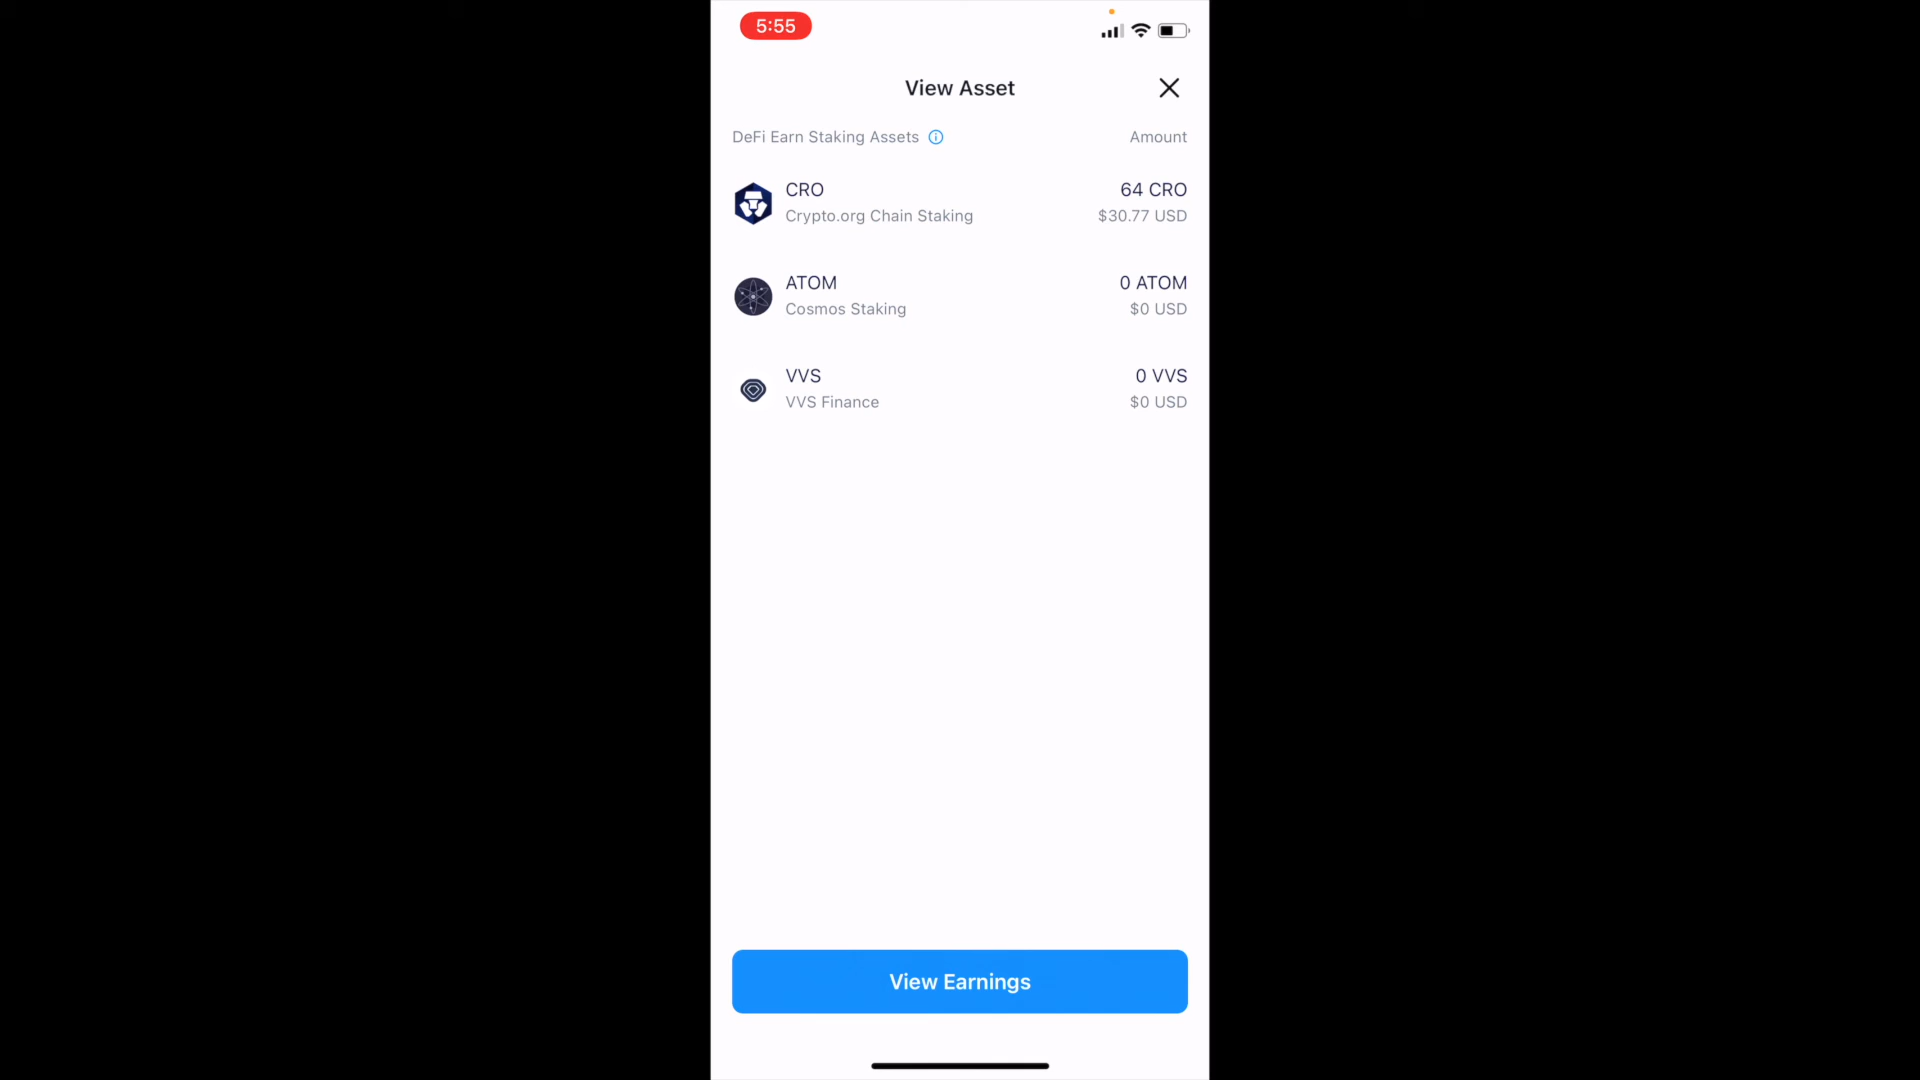 5:55
View Asset
DeFi Earn Staking Assets Amount
CRO 64 CRO
Crypto.org Chain Staking $30.77 USD
ATOM 0 ATOM
Cosmos Staking $0 USD
VVS 0 VVS
VVS Finance $0 USD
View Earnings